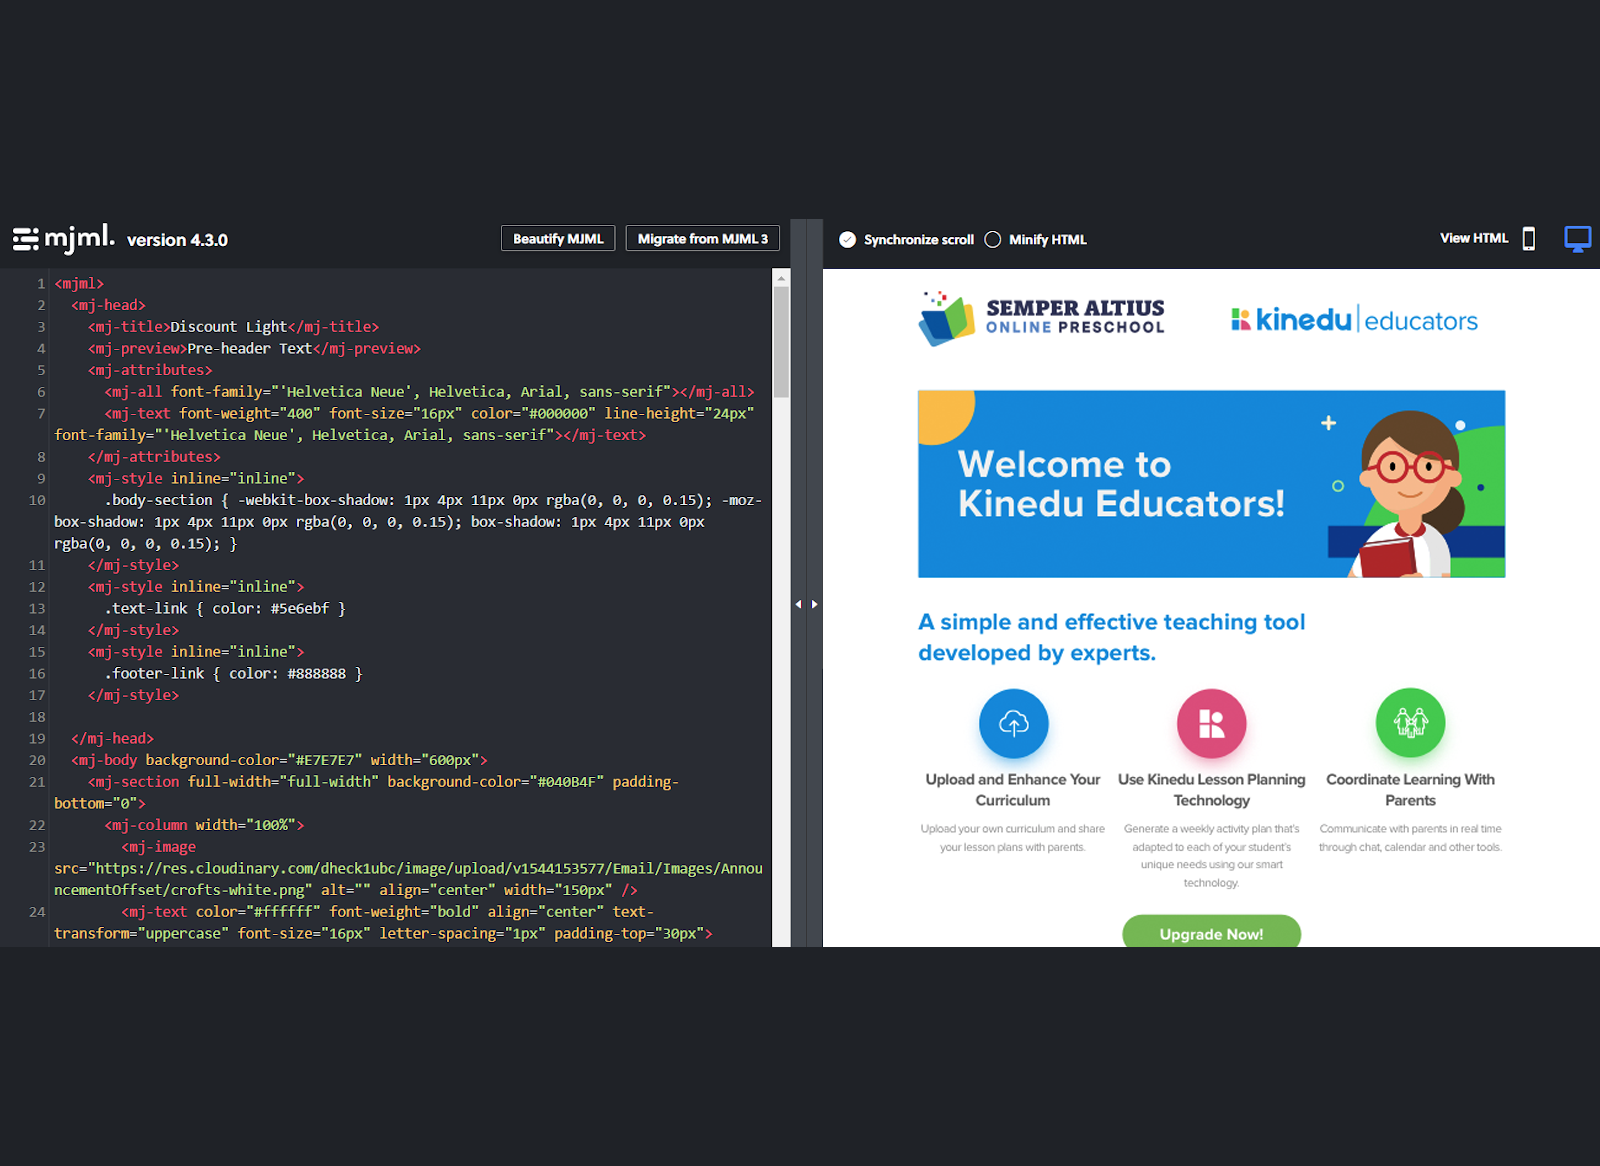 mjml. version 4.3.0
Beautify MJML
Migrate from MJML 3
1 <mjml>
2 <mj-head>
3 <mj-title>Discount Light</mj-title>
4 <mj-preview>Pre-header Text</mj-preview>
5 <mj-attributes>
6 <mj-all font-family="'Helvetica Neue', Helvetica, Arial, sans-serif"></mj-all>
7 <mj-text font-weight="400" font-size="16px" color="#000000" line-height="24px"
font-family="'Helvetica Neue', Helvetica, Arial, sans-serif"></mj-text>
8 </mj-attributes>
9 <mj-style inline="inline">
10 .body-section { -webkit-box-shadow: 1px 4px 11px 0px rgba(0, 0, 0, 0.15); -moz-
box-shadow: 1px 4px 11px 0px rgba(0, 0, 0, 0.15); box-shadow: 1px 4px 11px 0px
rgba(0, 0, 0, 0.15); }
11 </mj-style>
12 <mj-style inline="inline">
13 .text-link { color: #5e6ebf }
14 </mj-style>
15 <mj-style inline="inline">
16 .footer-link { color: #888888 }
17 </mj-style>
18
19 </mj-head>
20 <mj-body background-color="#E7E7E7" width="600px">
21 <mj-section full-width="full-width" background-color="#040B4F" padding-
bottom="0">
22 <mj-column width="100%">
23 <mj-image
src="https://res.cloudinary.com/dheck1ubc/image/upload/v1544153577/Email/Images/Annou
ncementOffset/crofts-white.png" alt="" align="center" width="150px" />
24 <mj-text color="#ffffff" font-weight="bold" align="center" text-
transform="uppercase" font-size="16px" letter-spacing="1px" padding-top="30px">
Synchronize scroll
Minify HTML
View HTML
SEMPER ALTIUS
ONLINE PRESCHOOL
kinedu educators
Welcome to
Kinedu Educators!
A simple and effective teaching tool
developed by experts.
Upload and Enhance Your
Curriculum
Upload your own curriculum and share
your lesson plans with parents.
Use Kinedu Lesson Planning
Technology
Generate a weekly activity plan that's
adapted to each of your student's
unique needs using our smart
technology.
Coordinate Learning With
Parents
Communicate with parents in real time
through chat, calendar and other tools.
Upgrade Now!